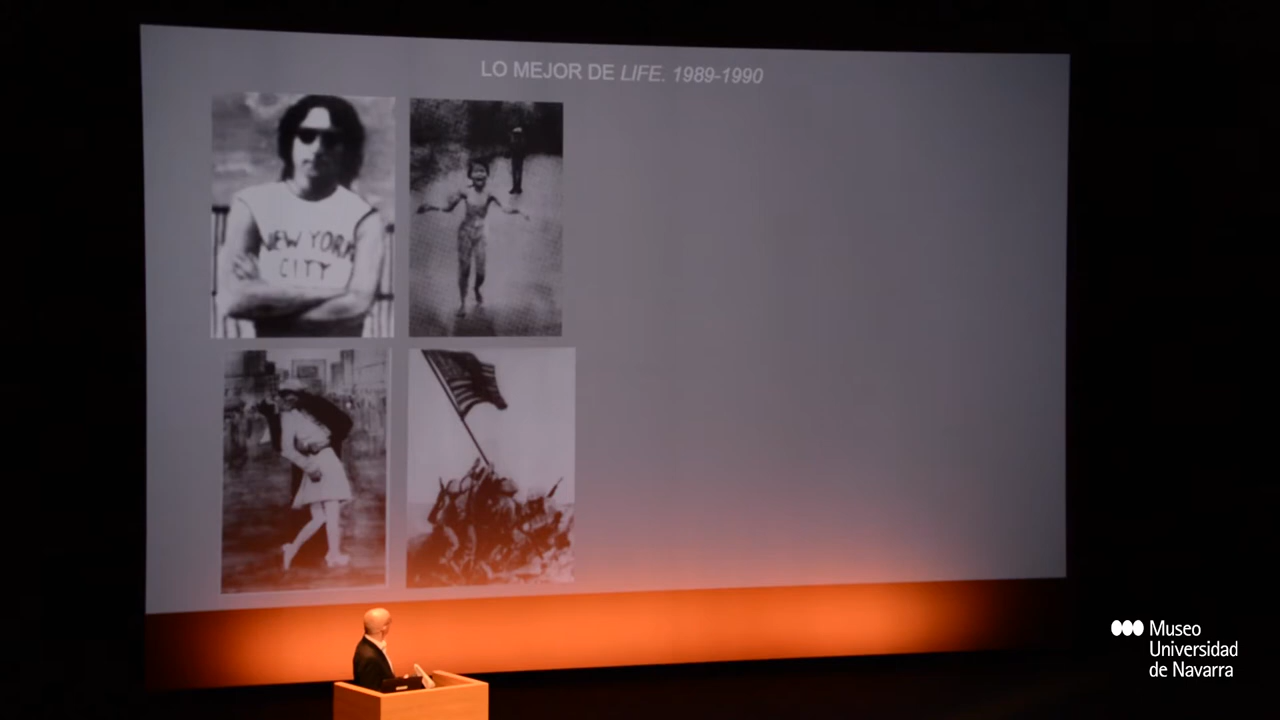 LO MEJOR DE LIFE. 1989-1990
NEW YORK
CITY
Museo
Universidad
de Navarra